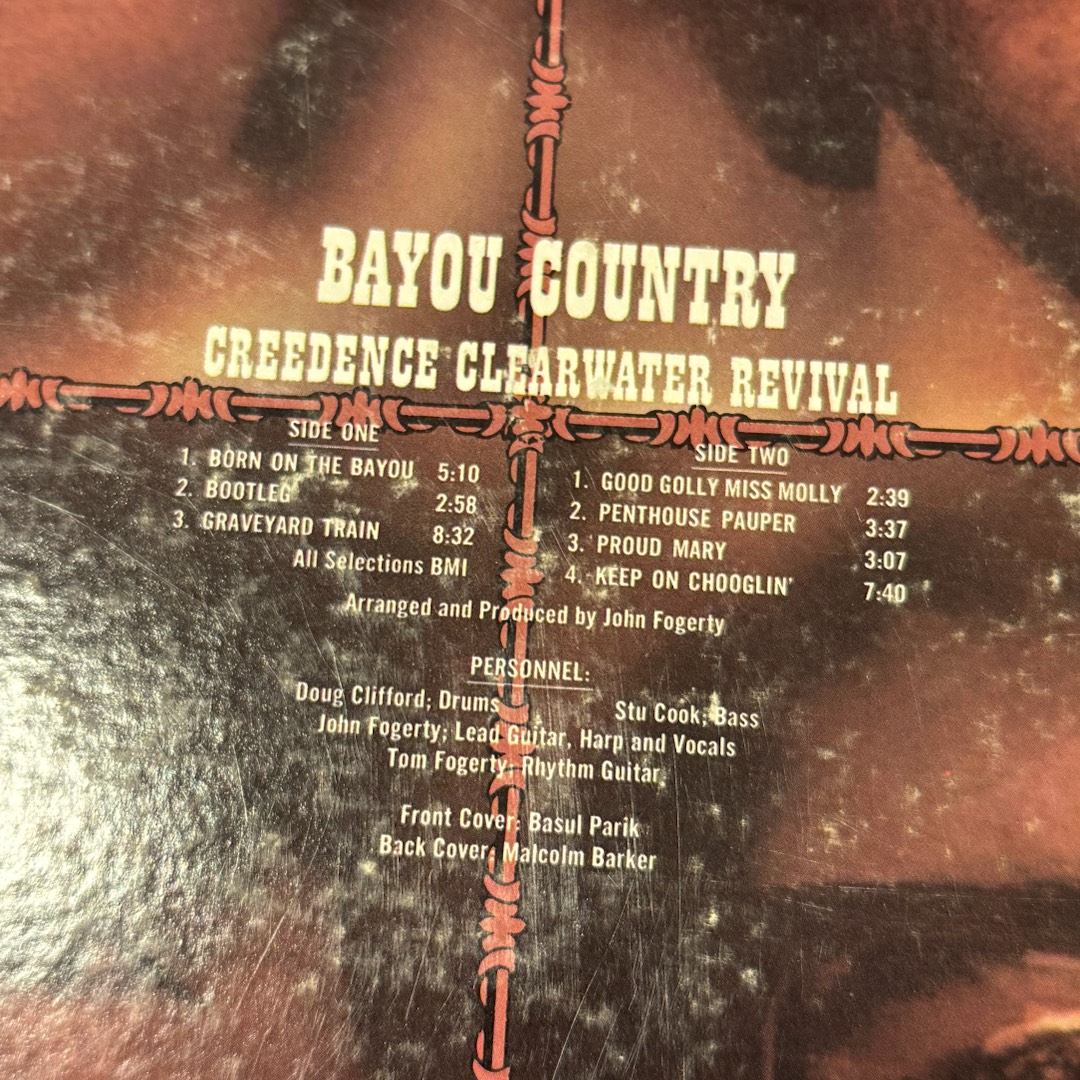 BAYOU COUNTRY
CREEDENCE CLEARWATER REVIVAL
SIDE ONE
1. BORN ON THE BAYOU 5:10
2. BOOTLEG 2:58
3. GRAVEYARD TRAIN 8:32
All Selections BMI
SIDE TWO
1. GOOD GOLLY MISS MOLLY 2:39
2. PENTHOUSE PAUPER 3:37
3. PROUD MARY 3:07
4. KEEP ON CHOOGLIN' 7:40
Arranged and Produced by John Fogerty
PERSONNEL:
Doug Clifford; Drums Stu Cook; Bass
John Fogerty; Lead Guitar, Harp and Vocals
Tom Fogerty; Rhythm Guitar,
Front Cover: Basul Parik
Back Cover: Malcolm Barker